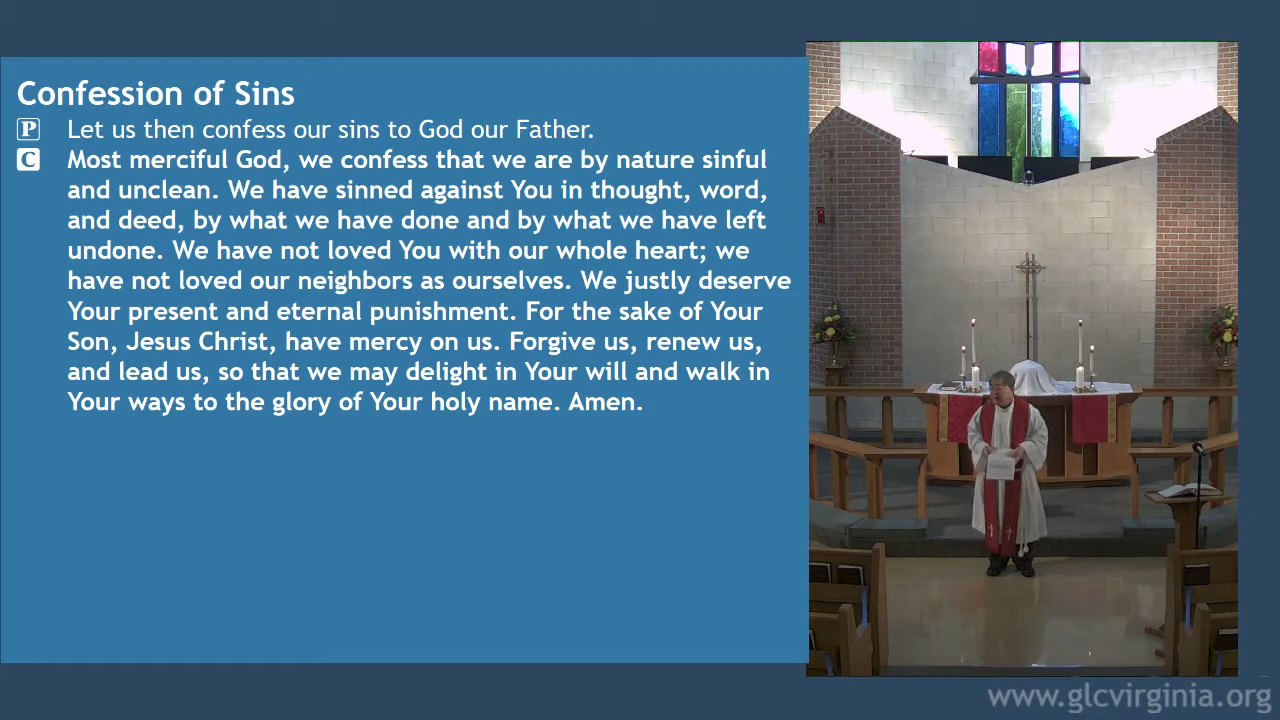 Confession of Sins
P Let us then confess our sins to God our Father.
C Most merciful God, we confess that we are by nature sinful
and unclean. We have sinned against You in thought, word,
and deed, by what we have done and by what we have left
undone. We have not loved You with our whole heart; we
have not loved our neighbors as ourselves. We justly deserve
Your present and eternal punishment. For the sake of Your
Son, Jesus Christ, have mercy on us. Forgive us, renew us,
and lead us, so that we may delight in Your will and walk in
Your ways to the glory of Your holy name. Amen.
www.glcvirginia.org